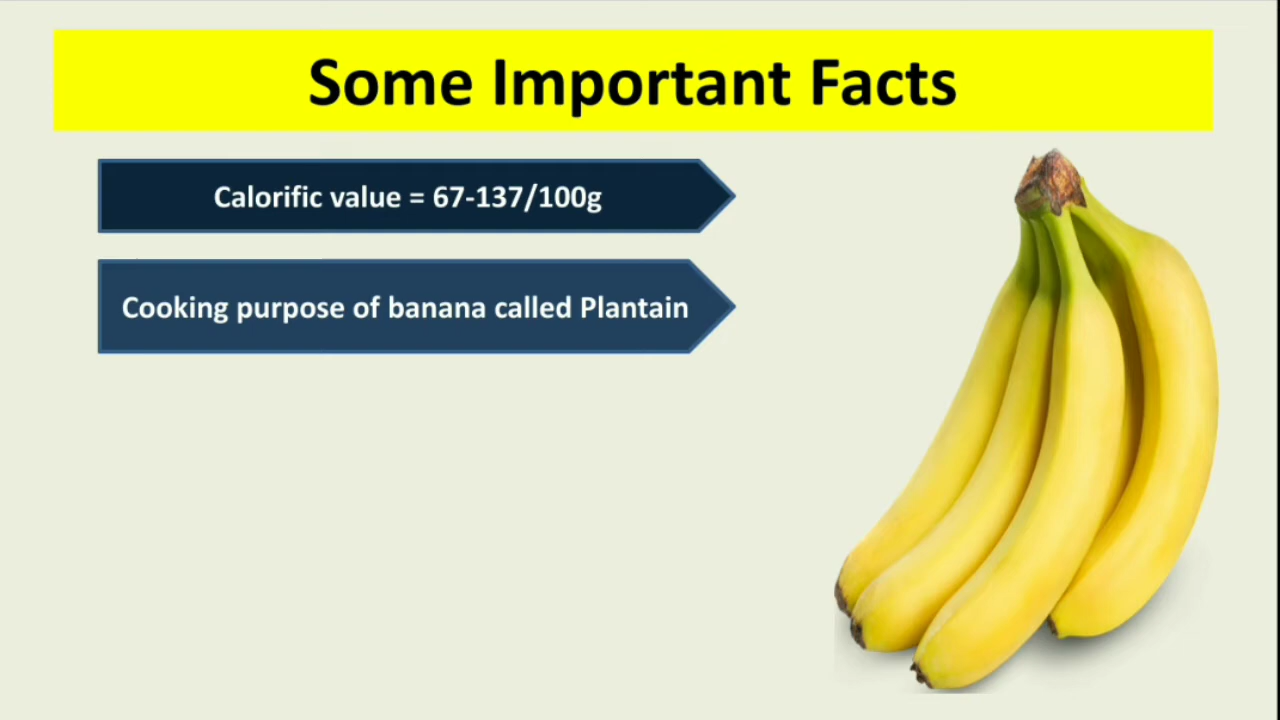 Some Important Facts
Calorific value = 67-137/100g
Cooking purpose of banana called Plantain